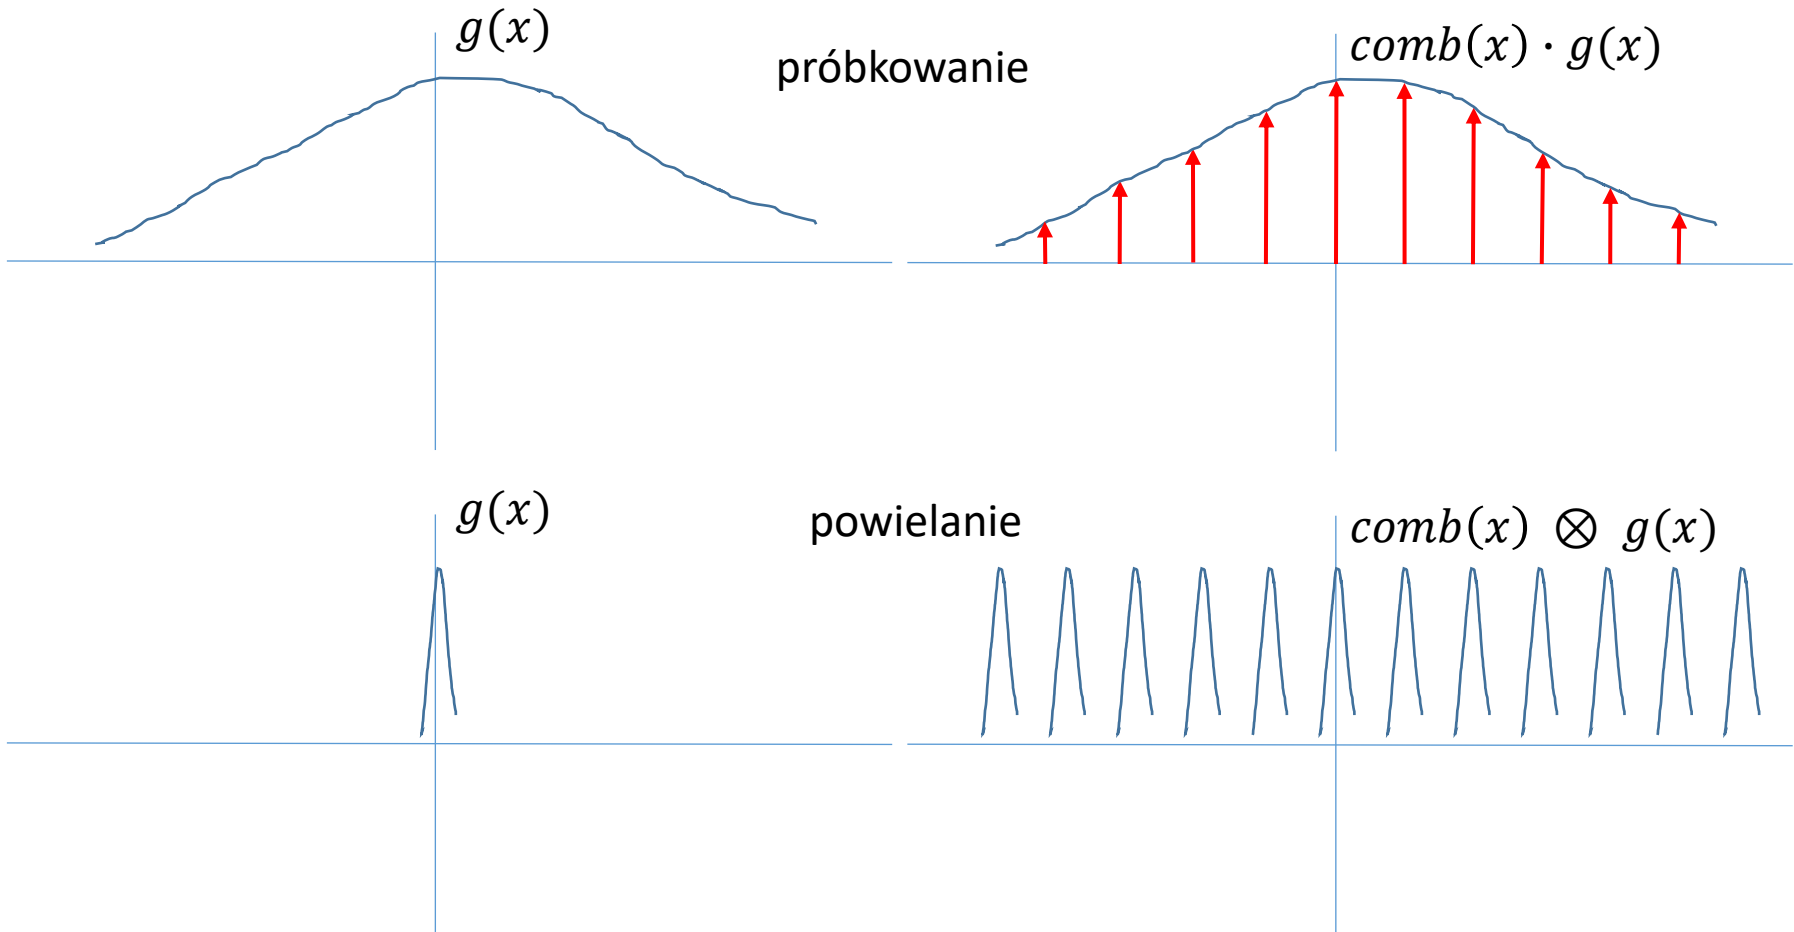 g(x)
próbkowanie
comb(x) · g(x)
g(x)
powielanie
comb(x) ⊗ g(x)